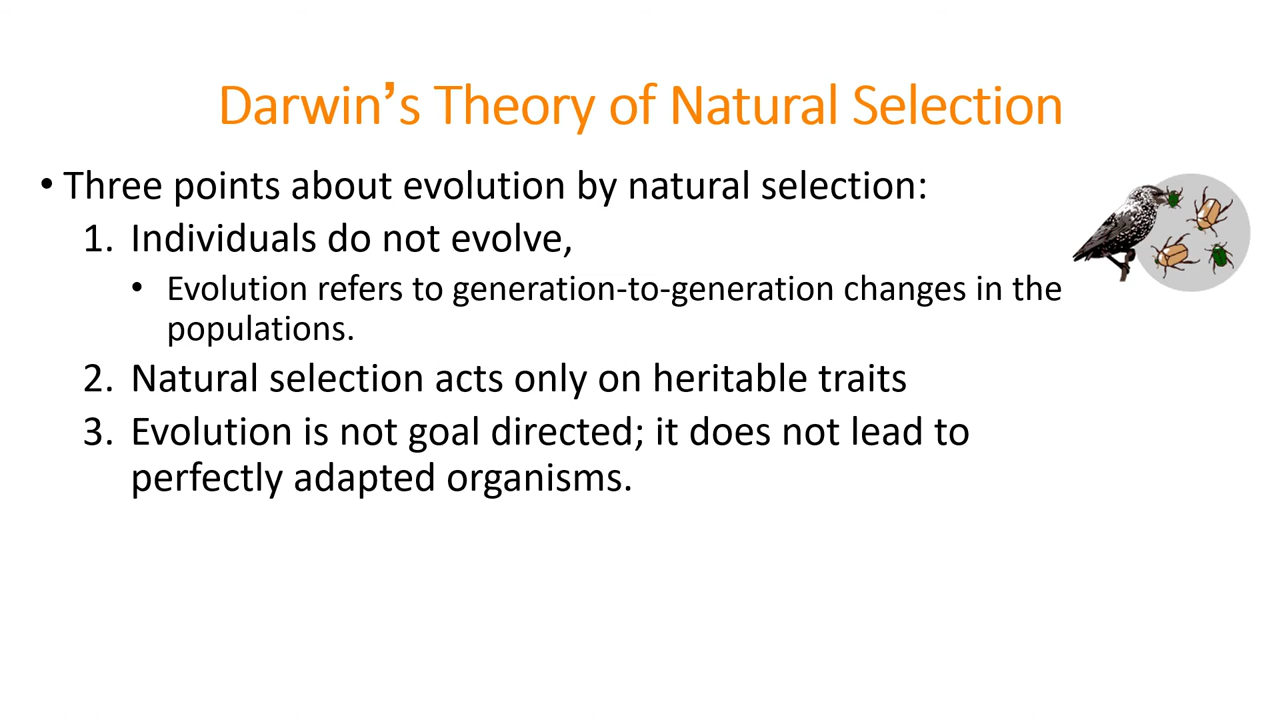 Darwin’s Theory of Natural Selection
• Three points about evolution by natural selection:
1. Individuals do not evolve,
• Evolution refers to generation-to-generation changes in the
populations.
2. Natural selection acts only on heritable traits
3. Evolution is not goal directed; it does not lead to
perfectly adapted organisms.